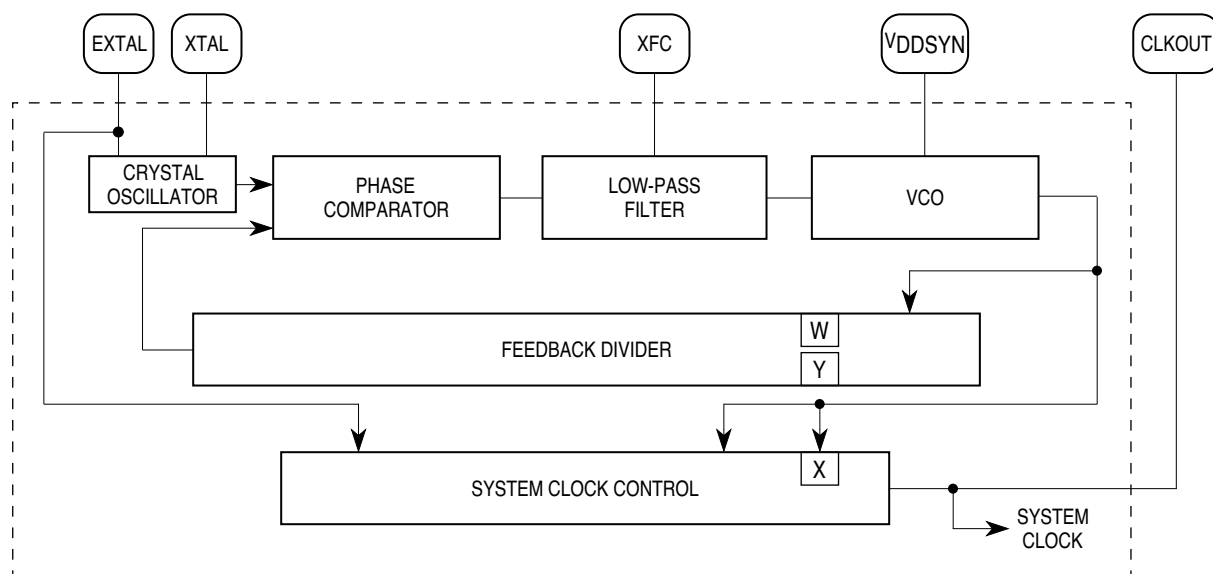 EXTAL
XTAL
XFC
VDDSYN
CLKOUT
CRYSTAL
OSCILLATOR
PHASE
COMPARATOR
LOW-PASS
FILTER
VCO
W
FEEDBACK DIVIDER
Y
X
SYSTEM CLOCK CONTROL
SYSTEM
CLOCK